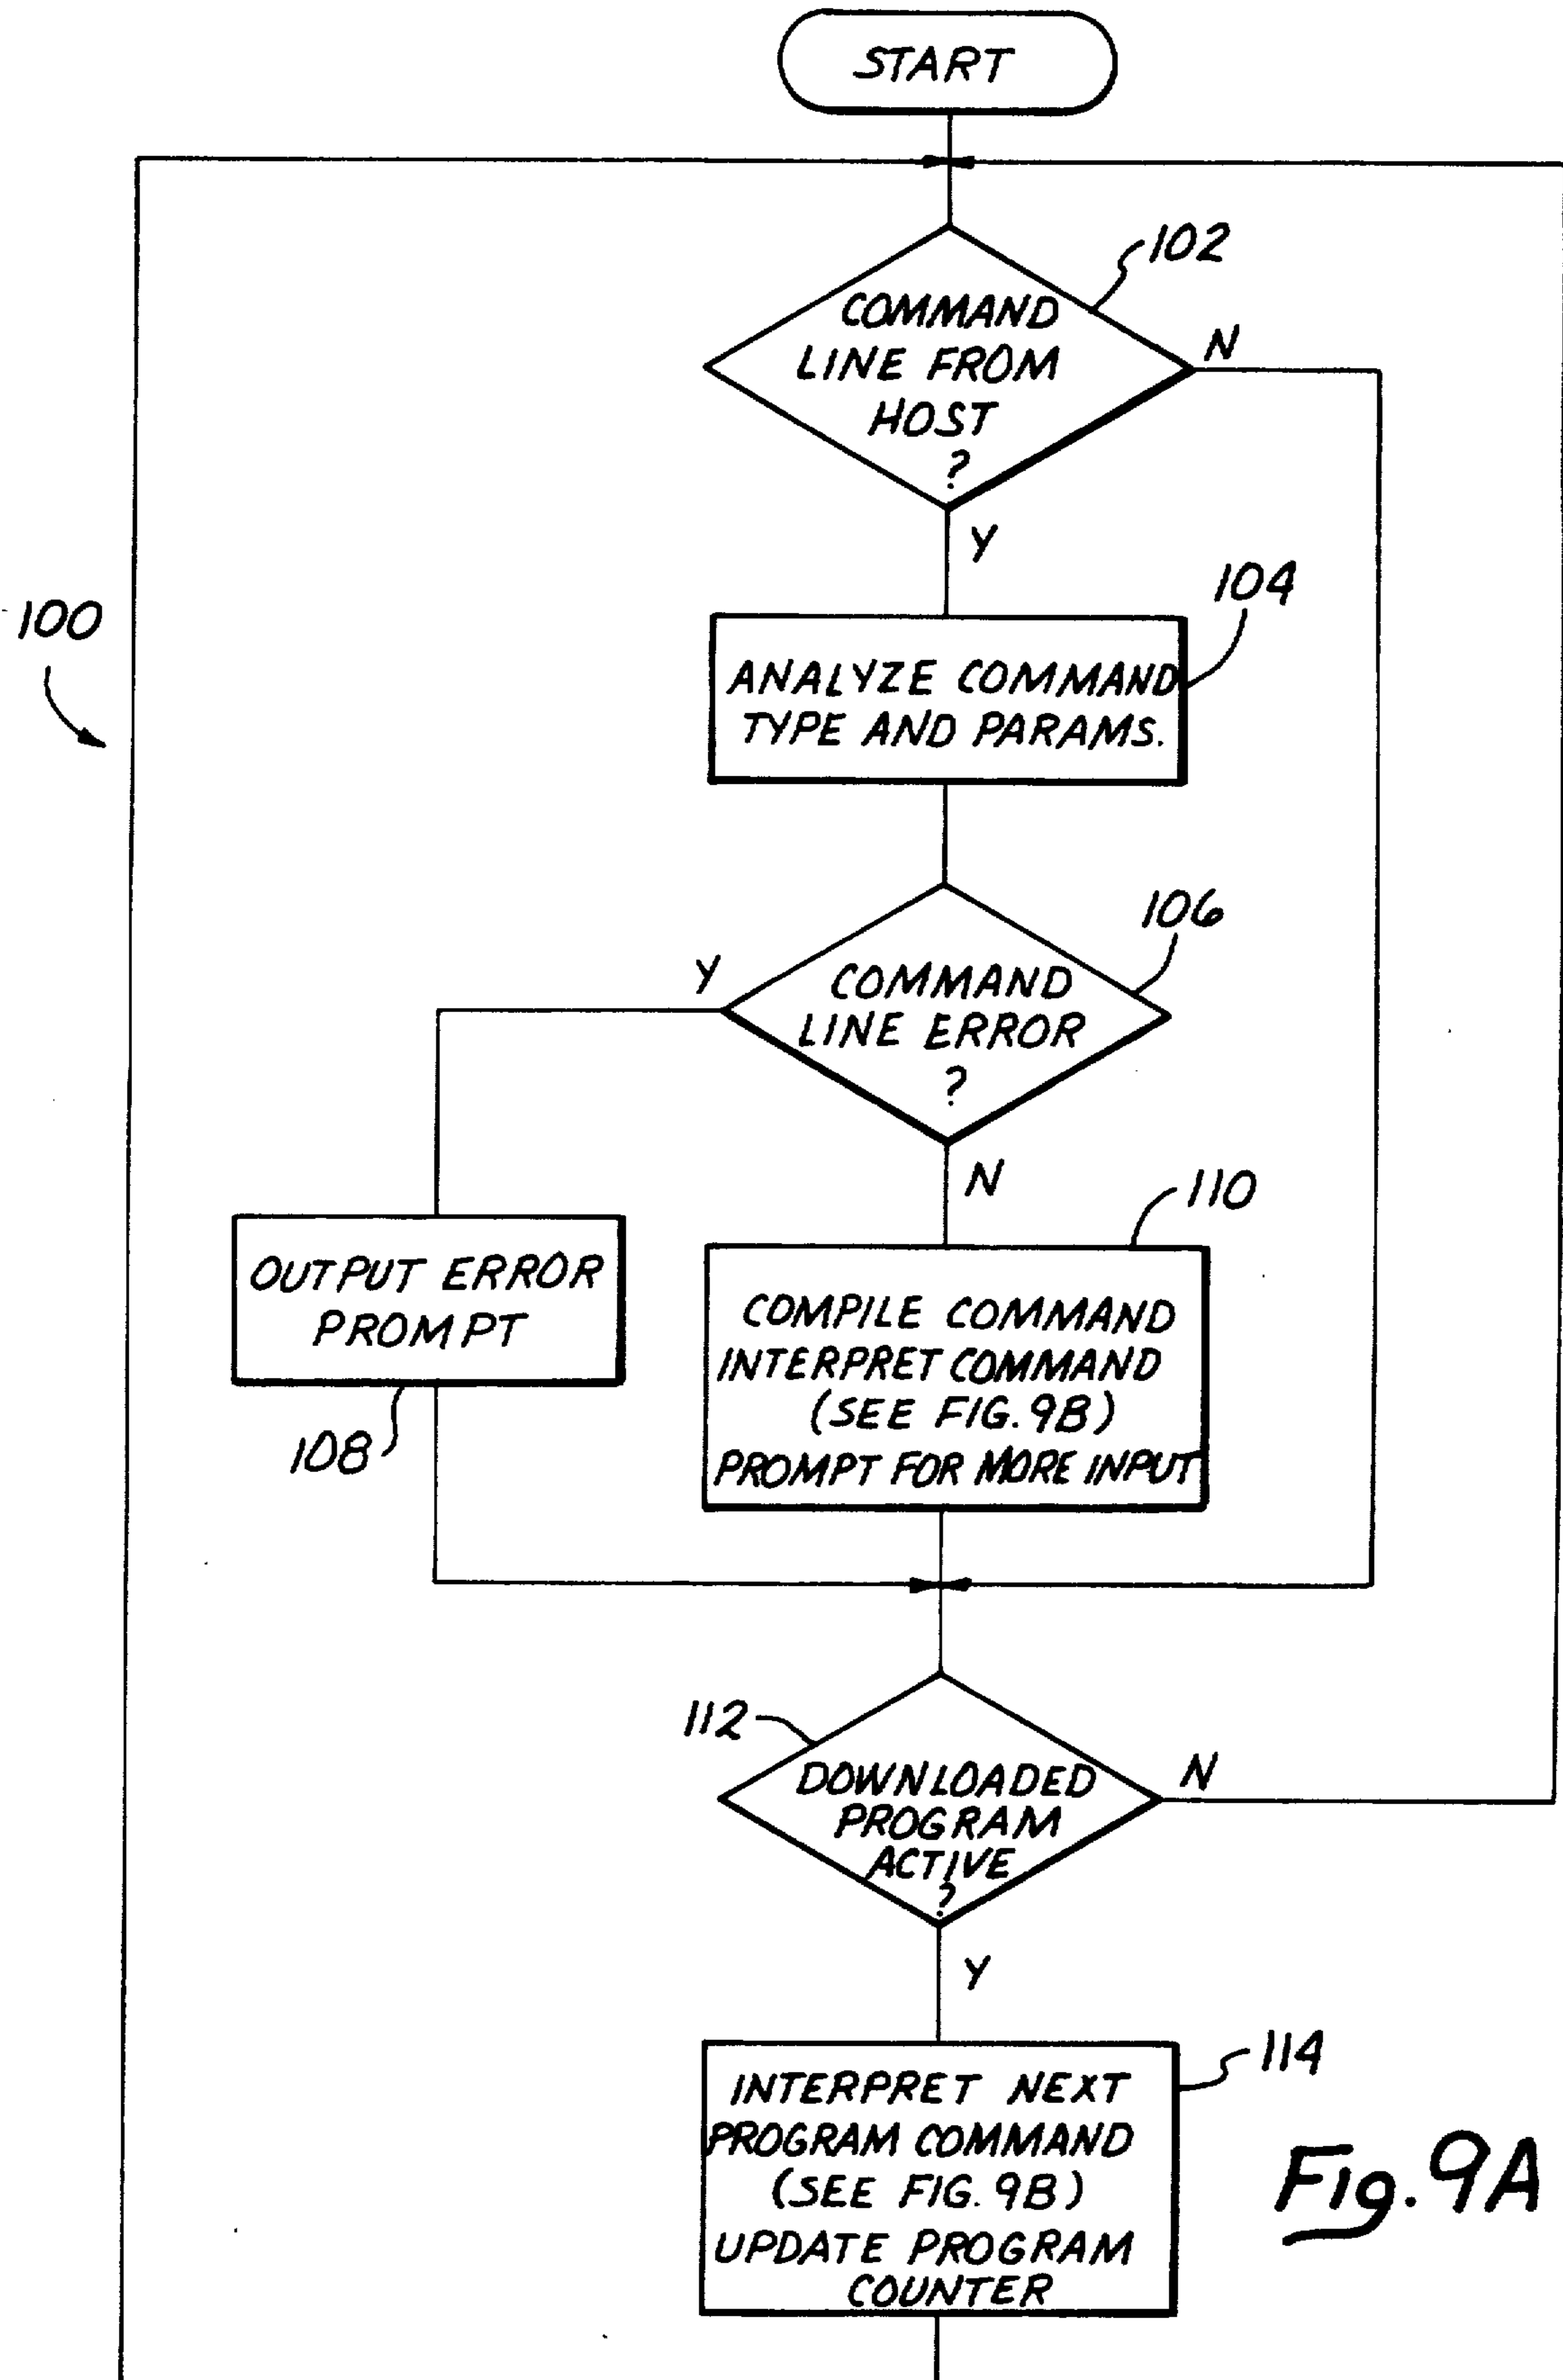 START
102
COMMAND
LINE FROM
HOST
?
N
Y
104
100
ANALYZE COMMAND
TYPE AND PARAMS.
106
Y
COMMAND
LINE ERROR
?
N
110
OUTPUT ERROR
PROMPT
108
COMPILE COMMAND
INTERPRET COMMAND
(SEE FIG. 9B)
PROMPT FOR MORE INPUT
112
DOWNLOADED
PROGRAM
ACTIVE
?
N
Y
114
INTERPRET NEXT
PROGRAM COMMAND
(SEE FIG. 9B)
UPDATE PROGRAM
COUNTER
Fig. 9A